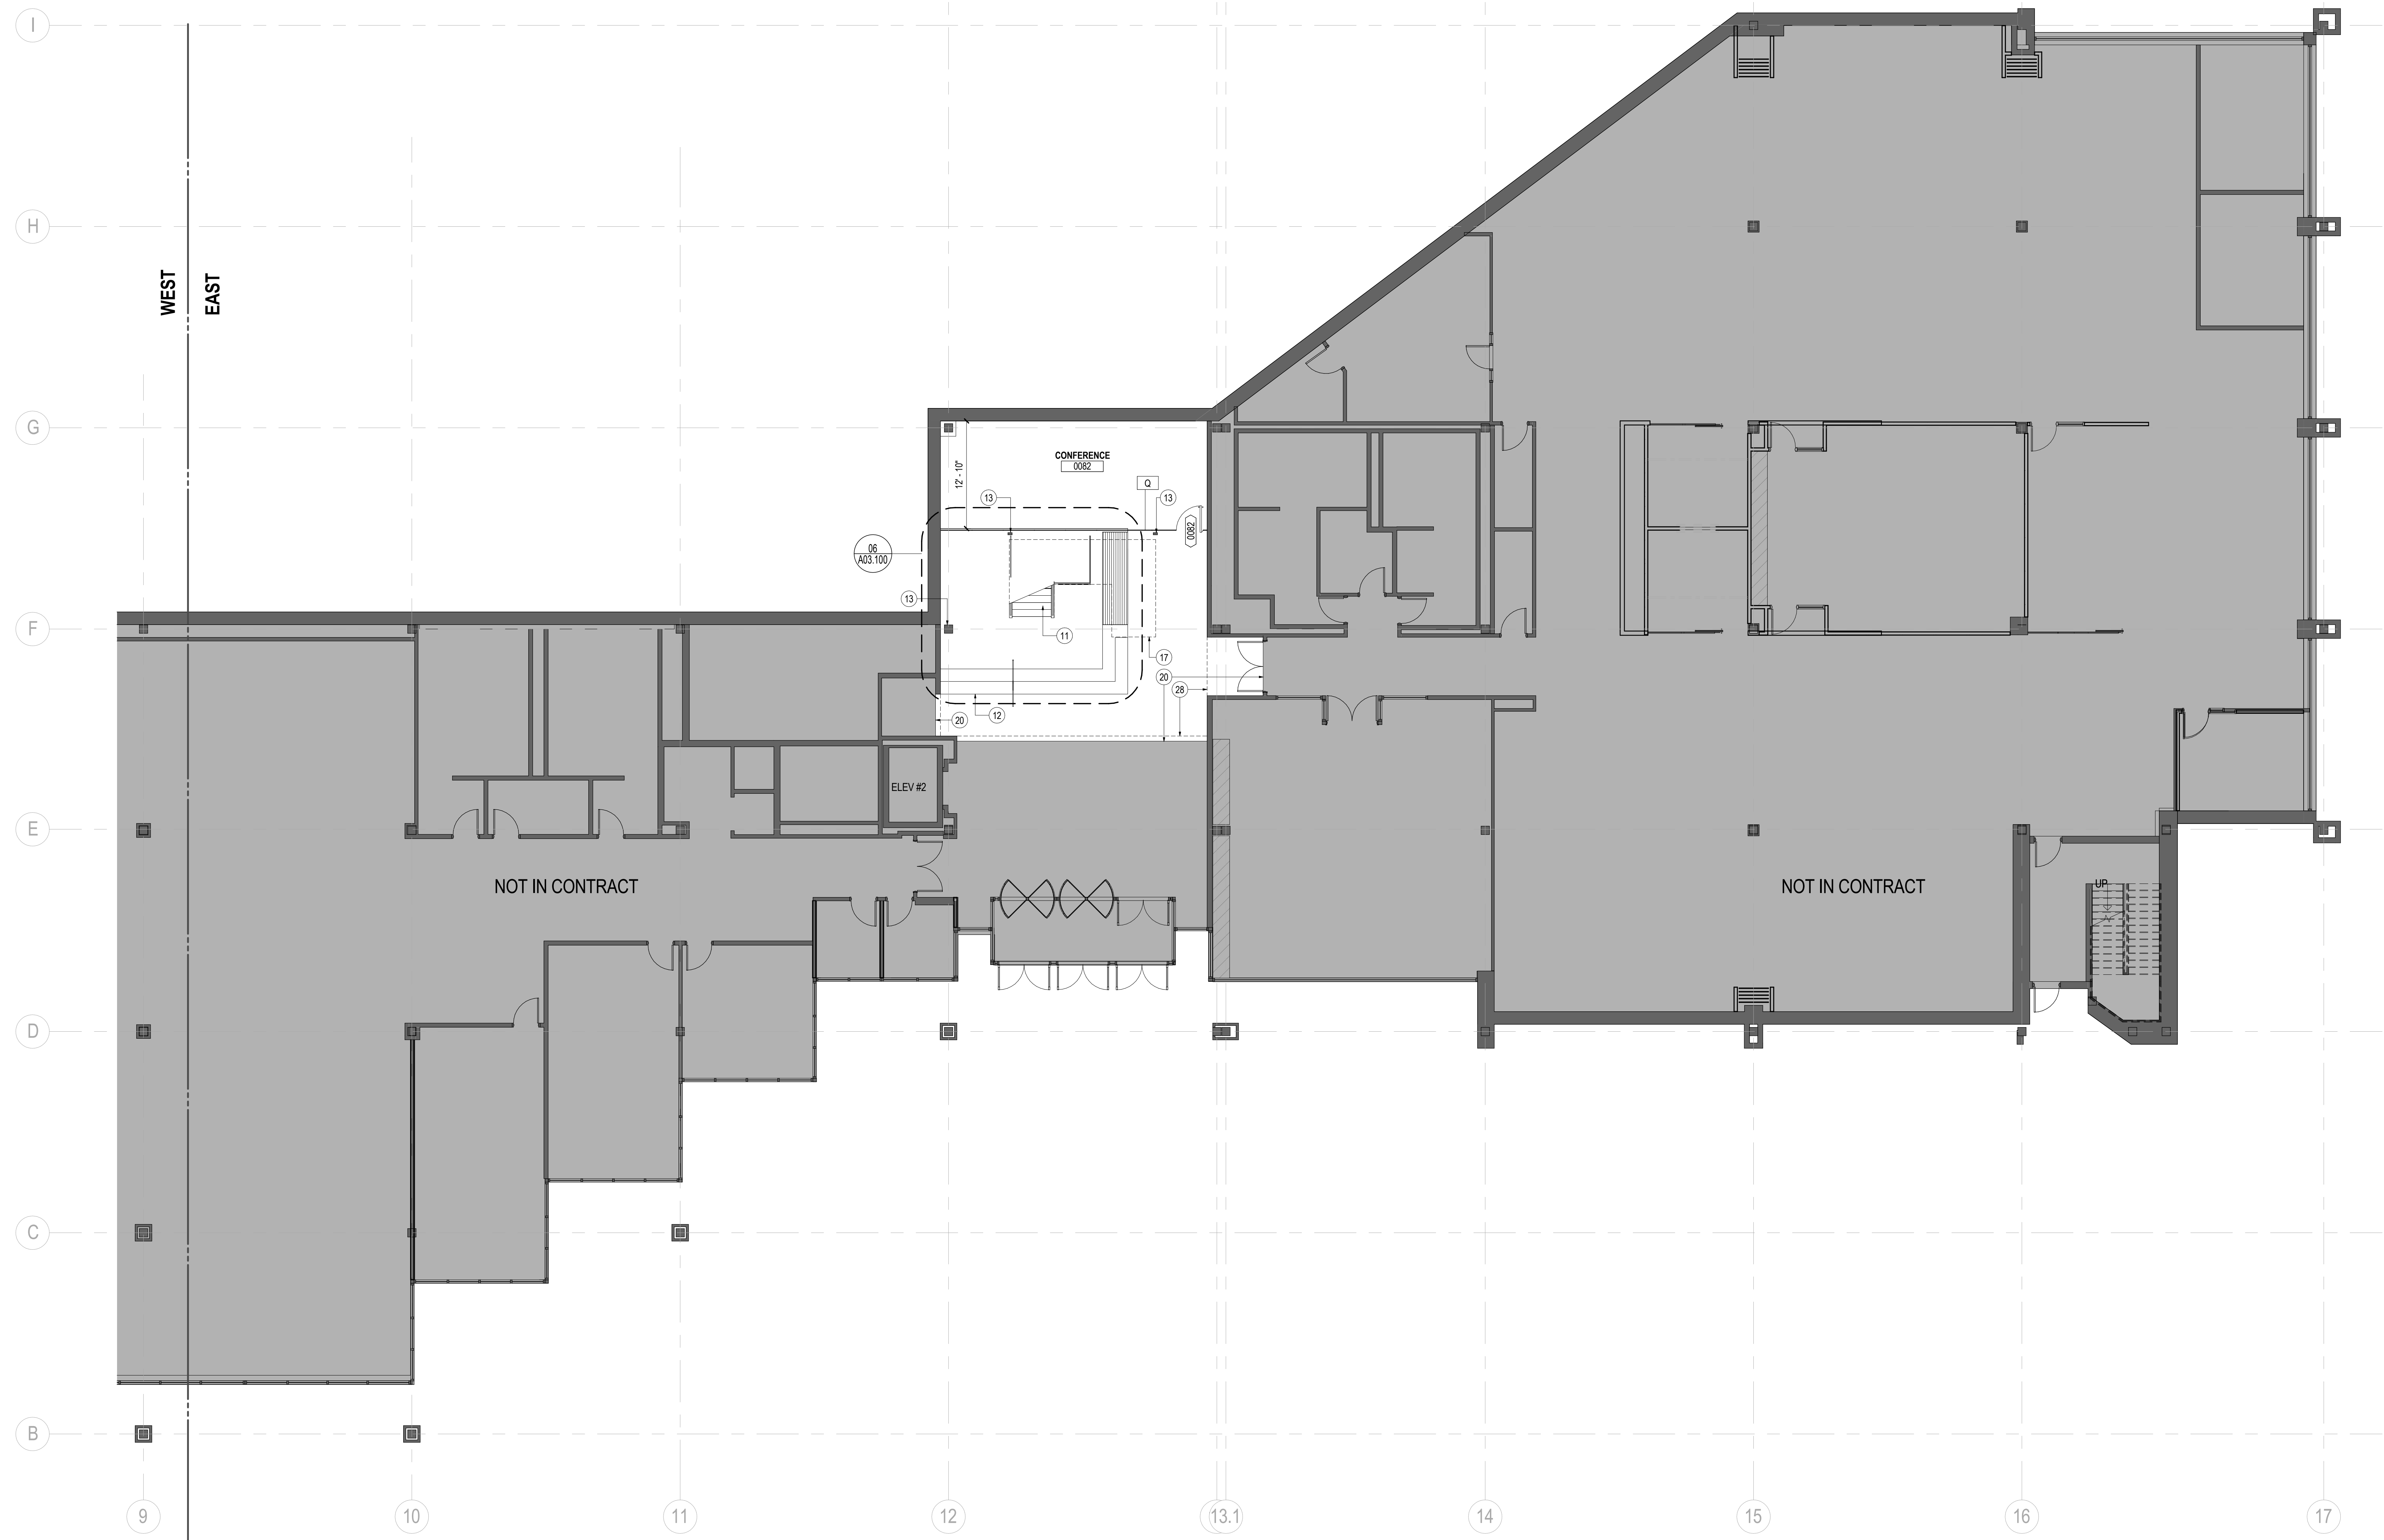 I
H
WEST
EAST
G
CONFERENCE
0082
12' - 10"
Q
13
13
0082
06
A03.100
13
F
11
17
20
28
12
20
ELEV #2
E
NOT IN CONTRACT
NOT IN CONTRACT
UP
D
C
B
9
10
11
12
13.1
14
15
16
17